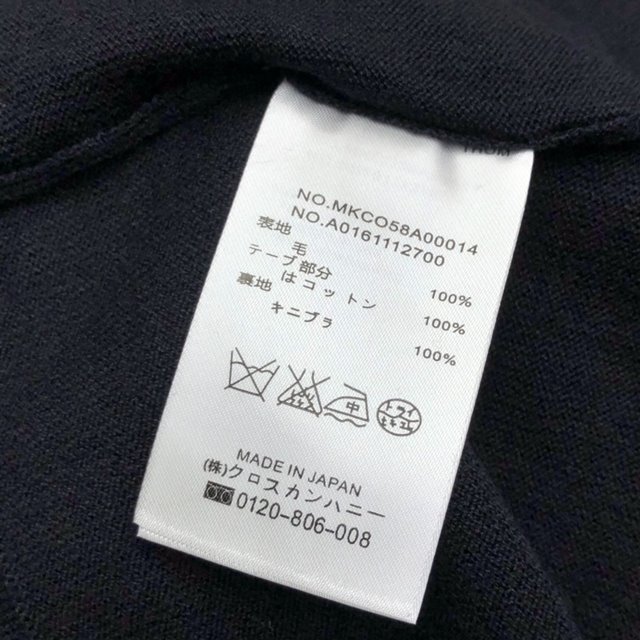 NO.MKCO58A00014
NO.A0161112700
表地
毛 100%
テープ部分
はコットン 100%
裏地
キニプラ 100%
中
ドライ
MADE IN JAPAN
(株)クロスカンハニー
0120-806-008